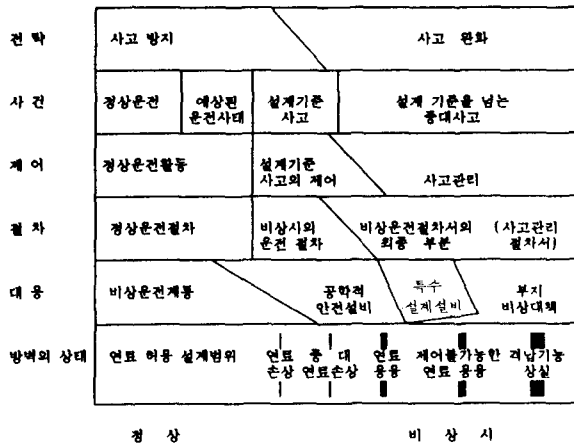 전 략
사고 방지
사고 완화
사 건
정상운전
예상된
운전사태
설계기준
사고
설계 기준을 넘는
중대사고
제 어
정상운전활동
설계기준
사고의 제어
사고관리
절 차
정상운전절차
비상시의
운전 절차
비상운전절차서의
최종 부분
(사고관리
절차서)
대 응
비상운전계통
공학적
안전설비
특수
설계설비
부지
비상대책
방벽의 상태
연료 허용 설계범위
연료
손상
중 대
연료손상
연료
용융
제어불가능한
연료 용융
격납기능
상실
정 상
비 상 시